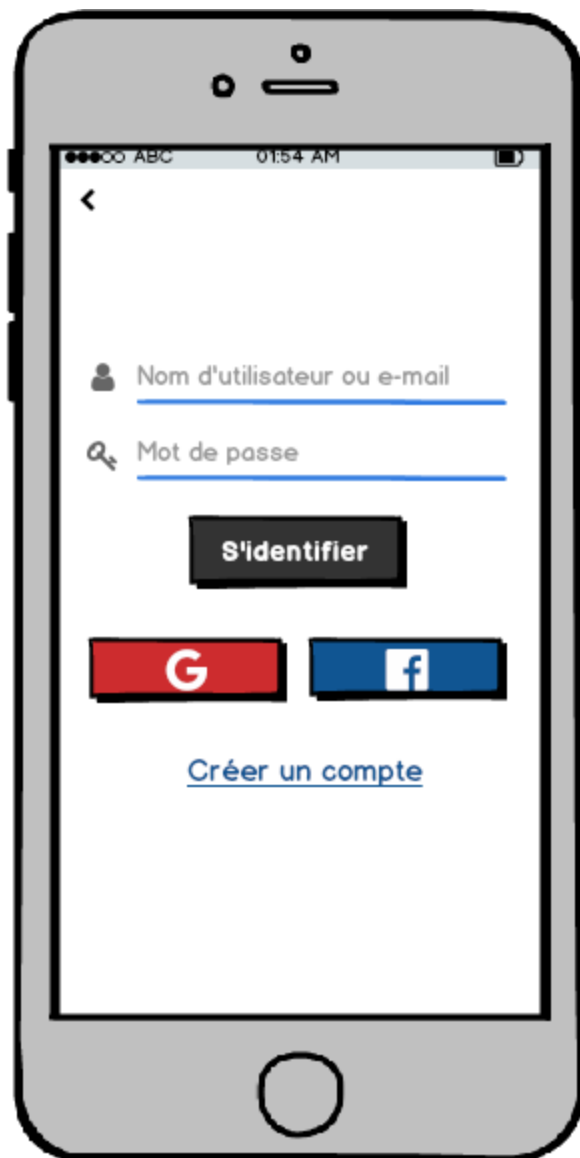 ABC 01:54 AM
Nom d'utilisateur ou e-mail
Mot de passe
S'identifier
G f
Créer un compte